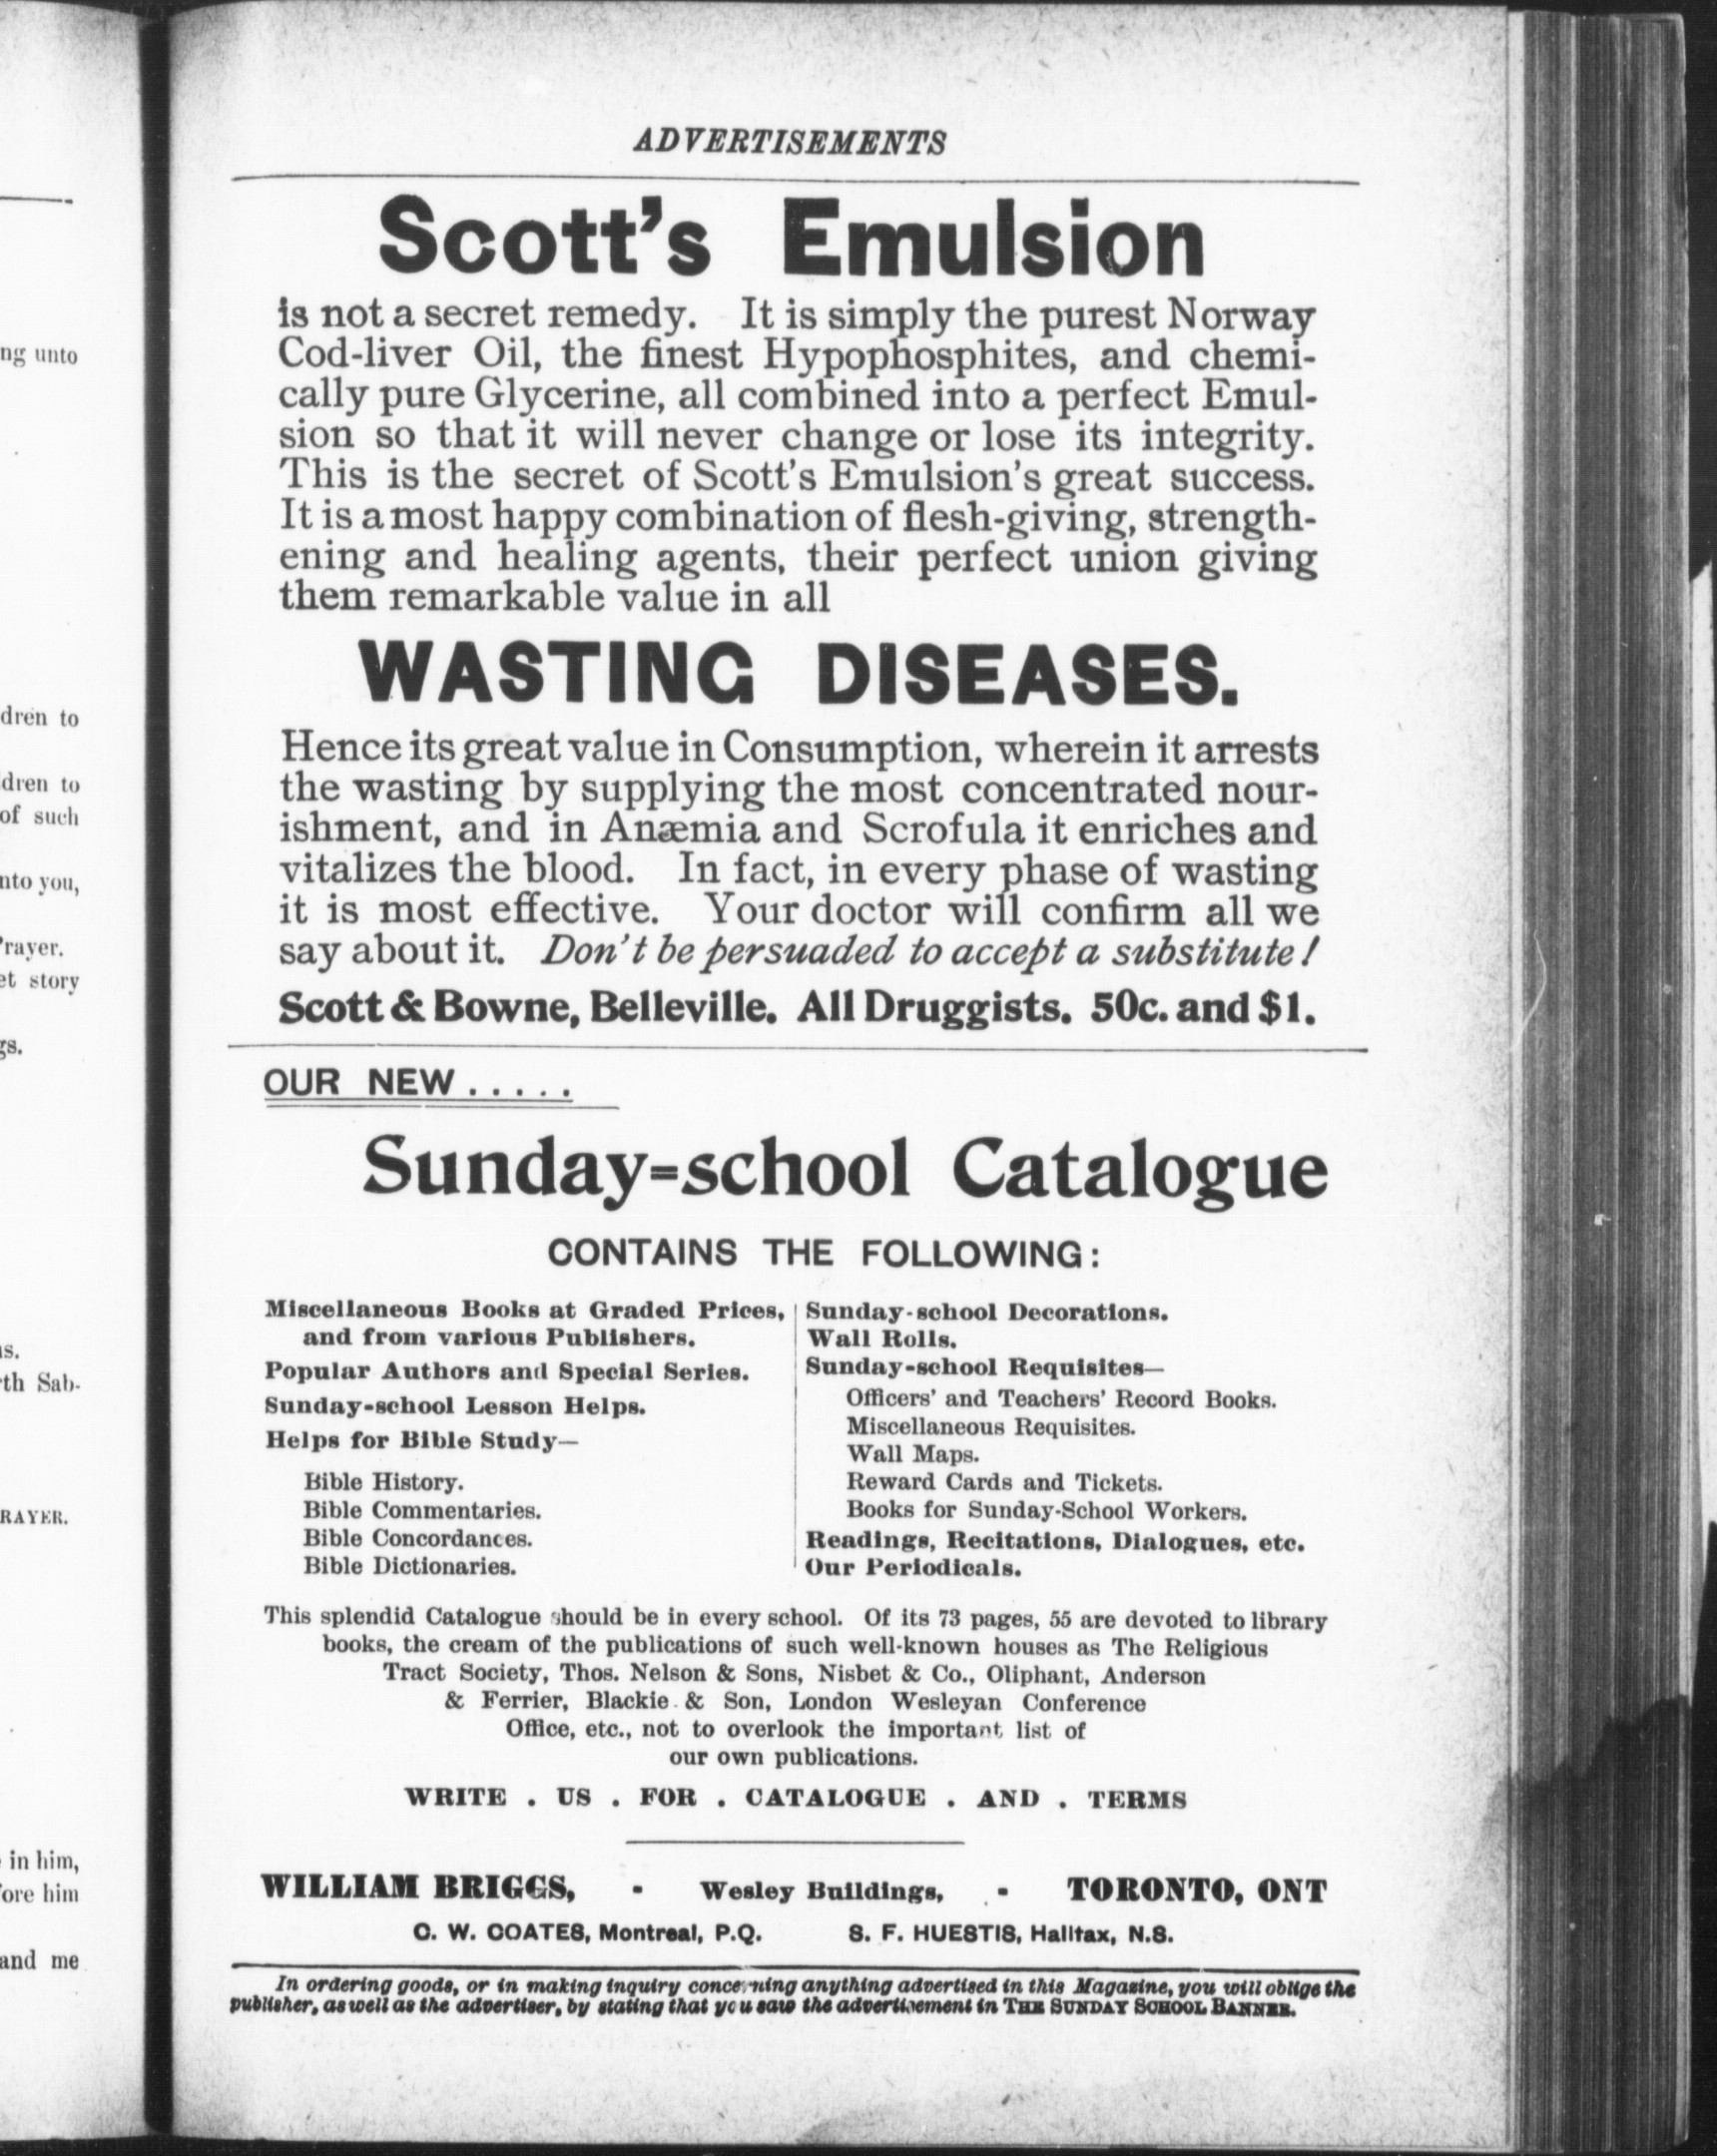 ng unto
dren to
dren to
of such
nto you,
rayer.
et story
gs.
s.
th Sab-
RAYER.
in him,
ore him
and me
ADVERTISEMENTS
Scott's Emulsion
is not a secret remedy. It is simply the purest Norway
Cod-liver Oil, the finest Hypophosphites, and chemi-
cally pure Glycerine, all combined into a perfect Emul-
sion so that it will never change or lose its integrity.
This is the secret of Scott's Emulsion's great success.
It is a most happy combination of flesh-giving, strength-
ening and healing agents, their perfect union giving
them remarkable value in all
WASTING DISEASES.
Hence its great value in Consumption, wherein it arrests
the wasting by supplying the most concentrated nour-
ishment, and in Anæmia and Scrofula it enriches and
vitalizes the blood. In fact, in every phase of wasting
it is most effective. Your doctor will confirm all we
say about it. Don't be persuaded to accept a substitute!
Scott & Bowne, Belleville. All Druggists. 50c. and $1.
OUR NEW . . . . .
Sunday-school Catalogue
CONTAINS THE FOLLOWING:
Miscellaneous Books at Graded Prices,
and from various Publishers.
Popular Authors and Special Series.
Sunday-school Lesson Helps.
Helps for Bible Study—
Bible History.
Bible Commentaries.
Bible Concordances.
Bible Dictionaries.
Sunday-school Decorations.
Wall Rolls.
Sunday-school Requisites—
Officers' and Teachers' Record Books.
Miscellaneous Requisites.
Wall Maps.
Reward Cards and Tickets.
Books for Sunday-School Workers.
Readings, Recitations, Dialogues, etc.
Our Periodicals.
This splendid Catalogue should be in every school. Of its 73 pages, 55 are devoted to library
books, the cream of the publications of such well-known houses as The Religious
Tract Society, Thos. Nelson & Sons, Nisbet & Co., Oliphant, Anderson
& Ferrier, Blackie & Son, London Wesleyan Conference
Office, etc., not to overlook the important list of
our own publications.
WRITE . US . FOR . CATALOGUE . AND . TERMS
WILLIAM BRIGGS, - Wesley Buildings, - TORONTO, ONT
C. W. COATES, Montreal, P.Q. S. F. HUESTIS, Halifax, N.S.
In ordering goods, or in making inquiry concerning anything advertised in this Magazine, you will oblige the
publisher, as well as the advertiser, by stating that you saw the advertisement in THE SUNDAY SCHOOL BANNER.